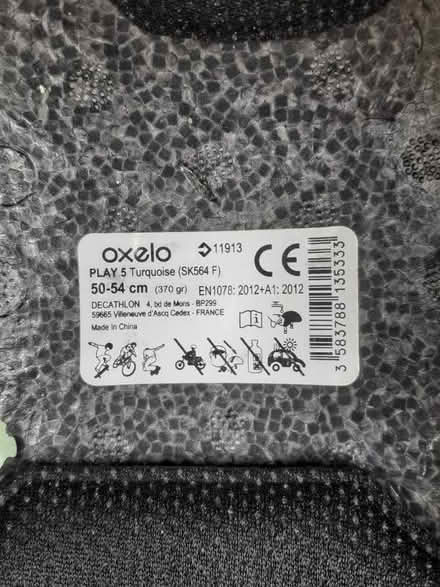 oxelo 11913 CE
PLAY 5 Turquoise (SK564 F)
50-54 cm (370 gr) EN1078: 2012+A1: 2012
DECATHLON 4, bd de Mons - BP299
59665 Villeneuve d'Ascq Cedex - FRANCE
Made in China
3 583788 135333